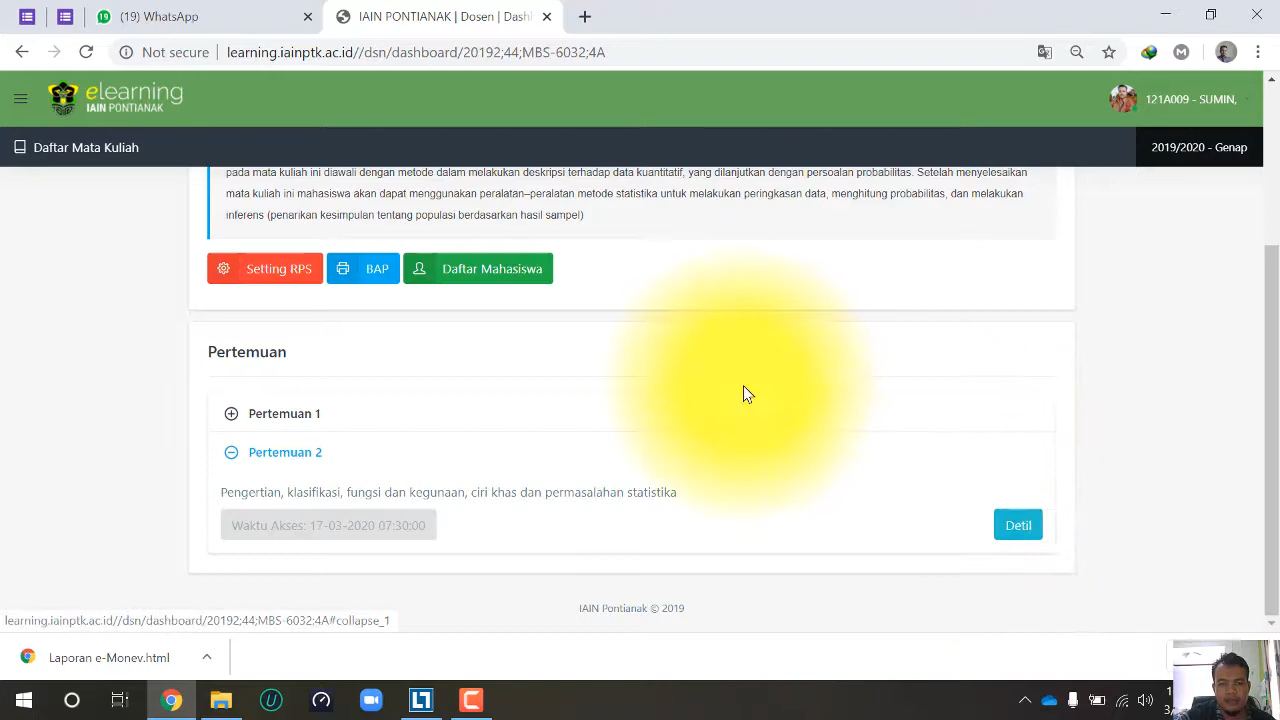 (19) WhatsApp
IAIN PONTIANAK | Dosen | Dash
Not secure
learning.iainptk.ac.id//dsn/dashboard/20192;44;MBS-6032;4A
elearning
IAIN PONTIANAK
121A009 - SUMIN,
Daftar Mata Kuliah
2019/2020 - Genap
pada mata kuliah ini diawali dengan metode dalam melakukan deskripsi terhadap data kuantitatif, yang dilanjutkan dengan persoalan probabilitas. Setelah menyelesaikan
mata kuliah ini mahasiswa akan dapat menggunakan peralatan–peralatan metode statistika untuk melakukan peringkasan data, menghitung probabilitas, dan melakukan
inferens (penarikan kesimpulan tentang populasi berdasarkan hasil sampel)
Setting RPS
BAP
Daftar Mahasiswa
Pertemuan
Pertemuan 1
Pertemuan 2
Pengertian, klasifikasi, fungsi dan kegunaan, ciri khas dan permasalahan statistika
Waktu Akses: 17-03-2020 07:30:00
Detil
IAIN Pontianak © 2019
learning.iainptk.ac.id//dsn/dashboard/20192;44;MBS-6032;4A#collapse_1
Laporan e-Monev.html